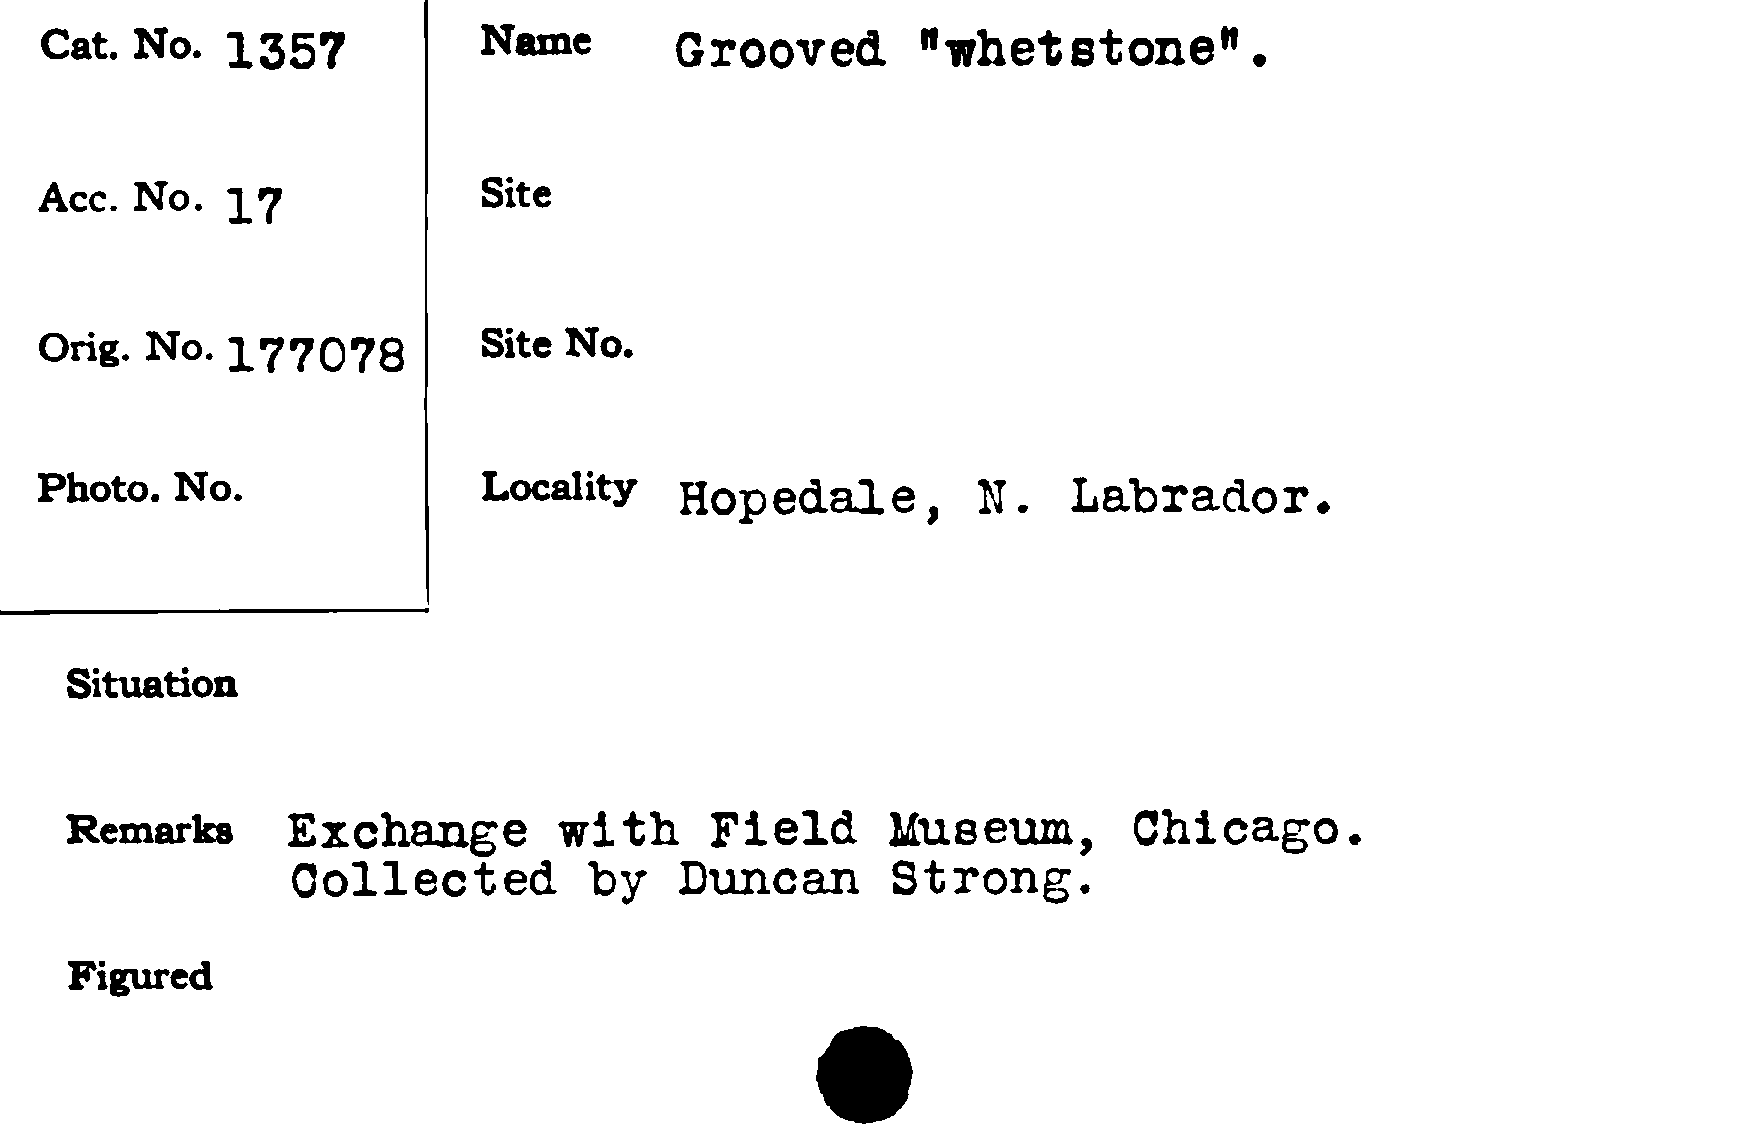 Cat. No. 1357
Name Grooved "whetstone".
Acc. No. 17
Site
Orig. No. 177078
Site No.
Photo. No.
Locality Hopedale, N. Labrador.
Situation
Remarks Exchange with Field Museum, Chicago.
Collected by Duncan Strong.
Figured